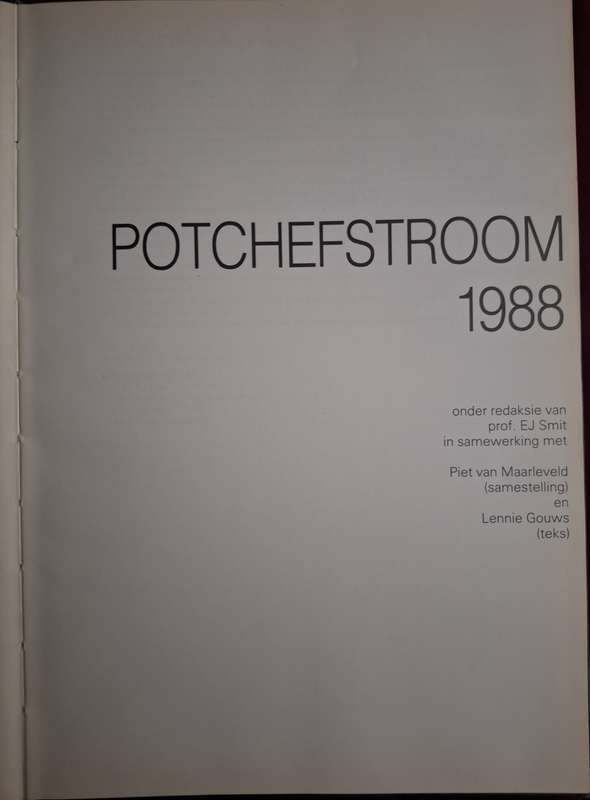 POTCHEFSTROOM
1988
onder redaksie van
prof. EJ Smit
in samewerking met
Piet van Maarleveld
(samestelling)
en
Lennie Gouws
(teks)